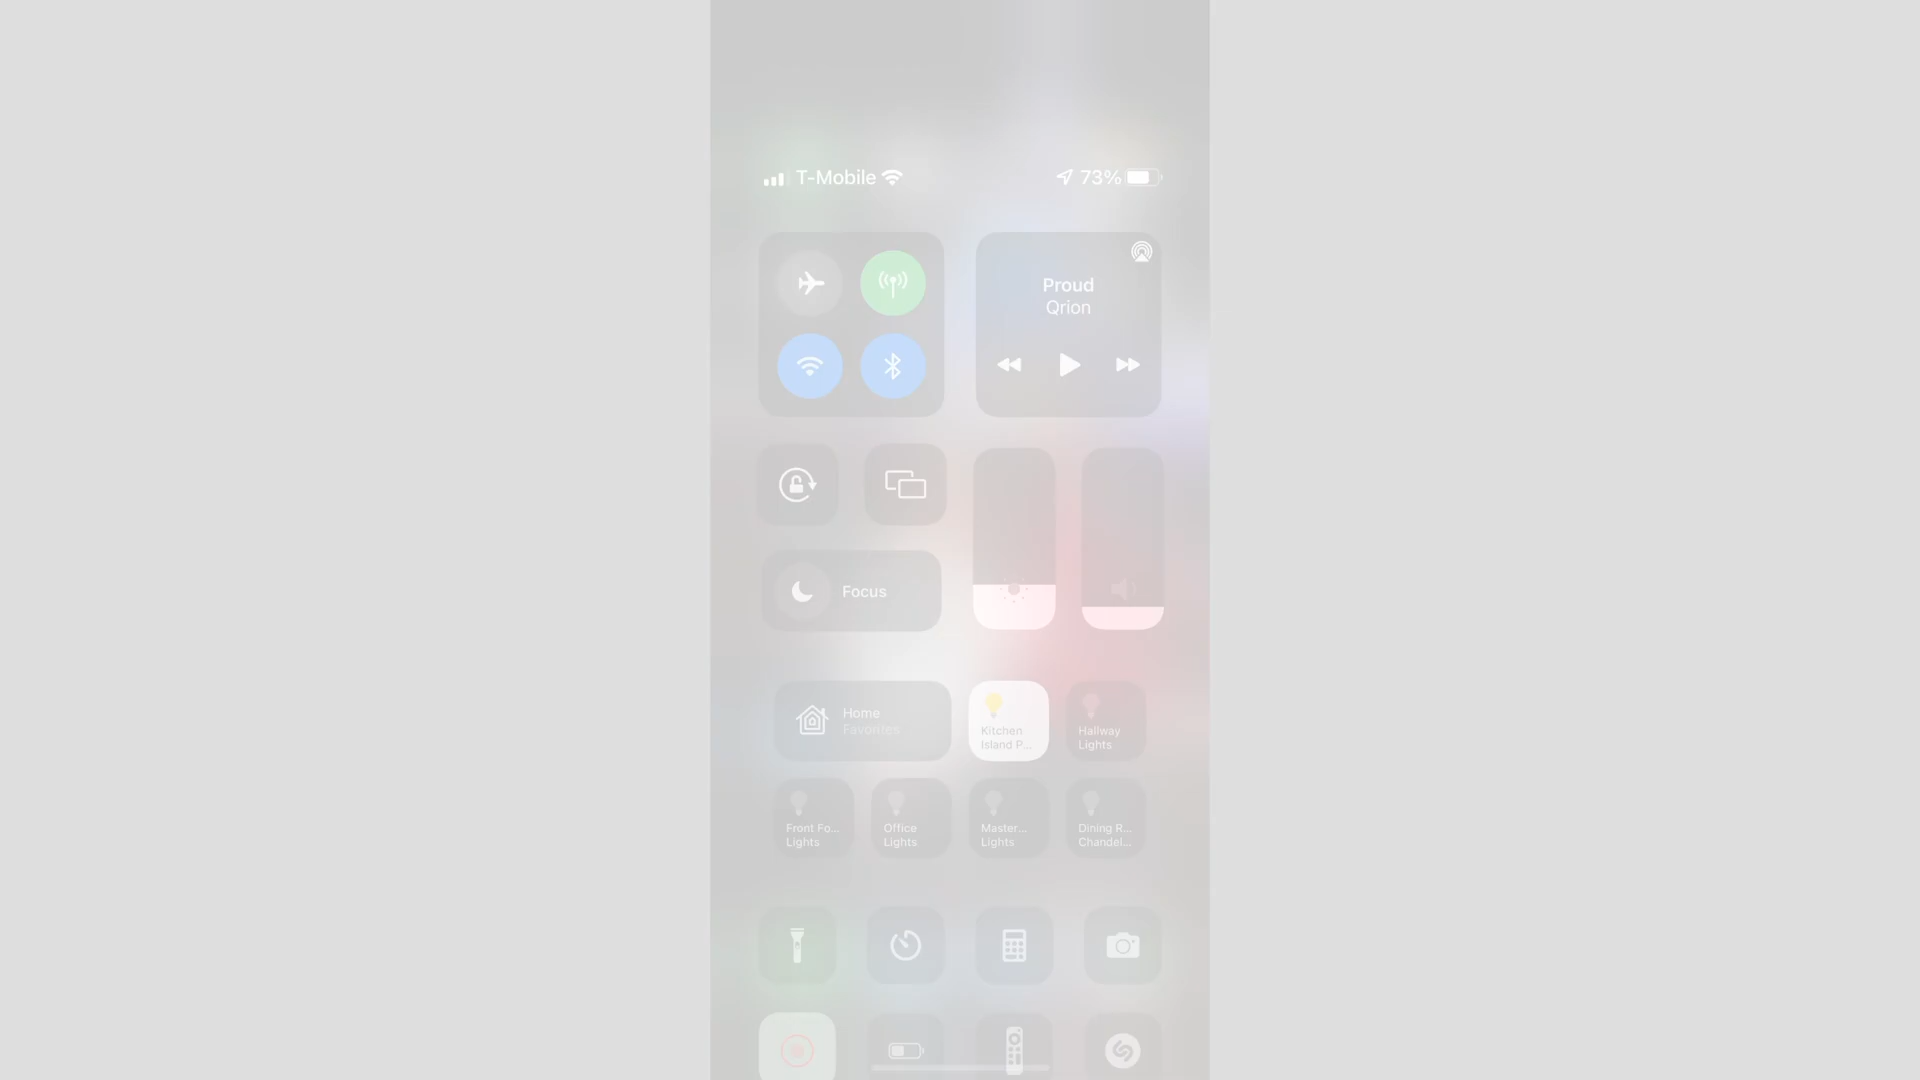 T-Mobile 73%
Proud
Qrion
Focus
Home
Favorites
Kitchen
Island P...
Hallway
Lights
Front Fo...
Lights
Office
Lights
Master...
Lights
Dining R...
Chandel...